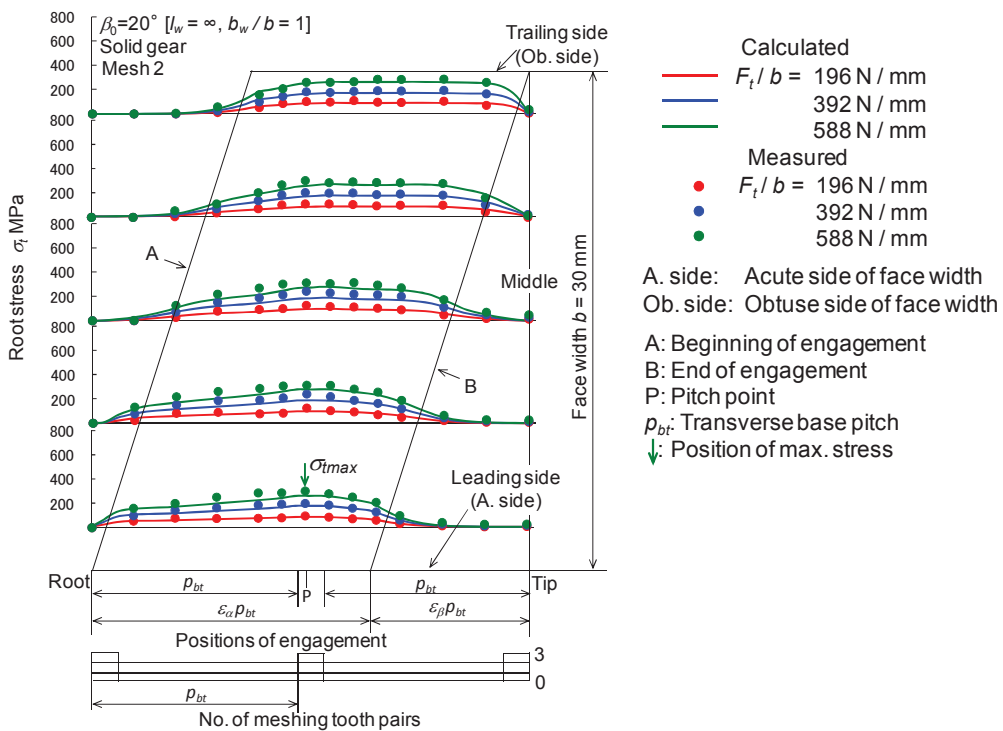 β0=20° [lw = ∞, bw / b = 1]
Solid gear
Mesh 2
Trailing side
(Ob. side)
800
600
400
200
800
600
400
200
800
600
400
200
800
600
400
200
800
600
400
200
Root stress σt MPa
A
B
Middle
Face width b = 30 mm
σtmax
Leading side
(A. side)
Root
pbt
P
pbt
Tip
εαpbt
εβpbt
Positions of engagement
3
0
pbt
No. of meshing tooth pairs
Calculated
Ft / b = 196 N / mm
392 N / mm
588 N / mm
Measured
Ft / b = 196 N / mm
392 N / mm
588 N / mm
A. side: Acute side of face width
Ob. side: Obtuse side of face width
A: Beginning of engagement
B: End of engagement
P: Pitch point
pbt: Transverse base pitch
↓: Position of max. stress